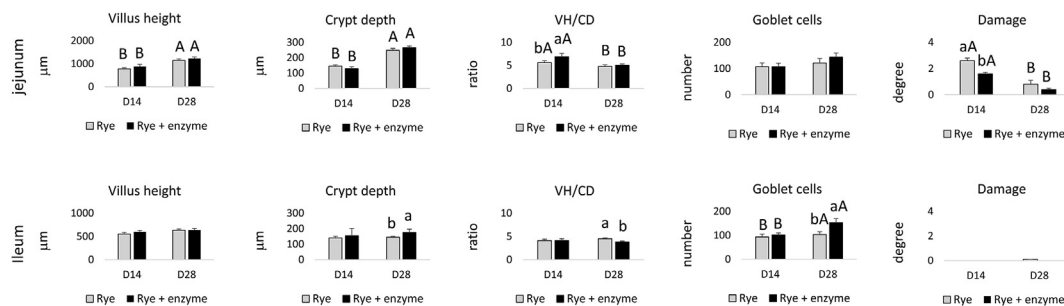 Villus height
Crypt depth
VH/CD
Goblet cells
Damage
jejunum
μm
2000
1000
0
B B A A
D14 D28
Rye Rye + enzyme
μm
300
200
100
0
B B A A
D14 D28
Rye Rye + enzyme
ratio
10
5
0
bA aA B B
D14 D28
Rye Rye + enzyme
number
200
100
0
D14 D28
Rye Rye + enzyme
degree
4
2
0
aA bA B B
D14 D28
Rye Rye + enzyme
Villus height
Crypt depth
VH/CD
Goblet cells
Damage
Ileum
μm
1000
500
0
D14 D28
Rye Rye + enzyme
μm
300
200
100
0
b a
D14 D28
Rye Rye + enzyme
ratio
10
5
0
a b
D14 D28
Rye Rye + enzyme
number
200
100
0
B B bA aA
D14 D28
Rye Rye + enzyme
degree
4
2
0
D14 D28
Rye Rye + enzyme